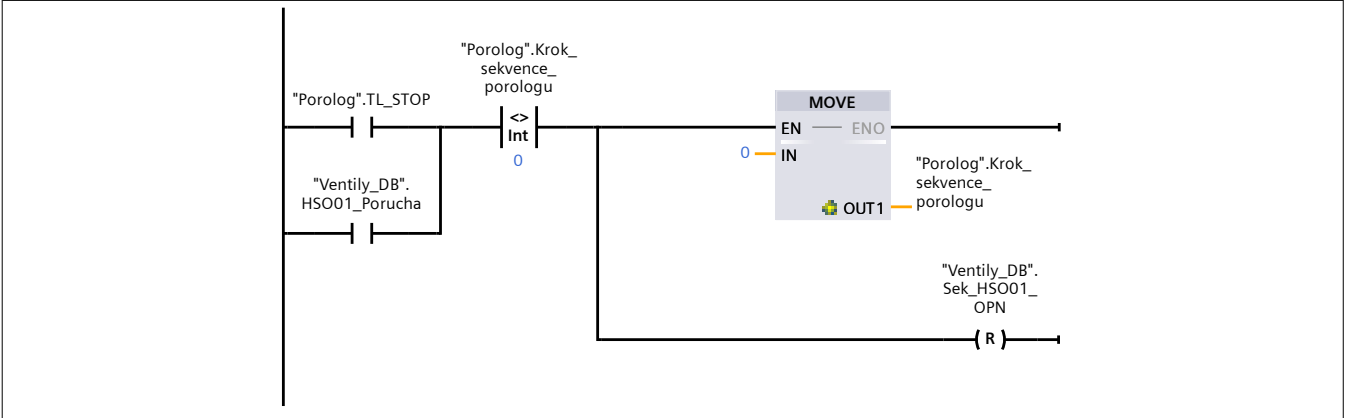 "Porolog".Krok_
sekvence_
porologu
"Porolog".TL_STOP
<>
Int
0
MOVE
EN
ENO
0
IN
"Ventily_DB".
HSO01_Porucha
"Porolog".Krok_
sekvence_
porologu
OUT1
"Ventily_DB".
Sek_HSO01_
OPN
R